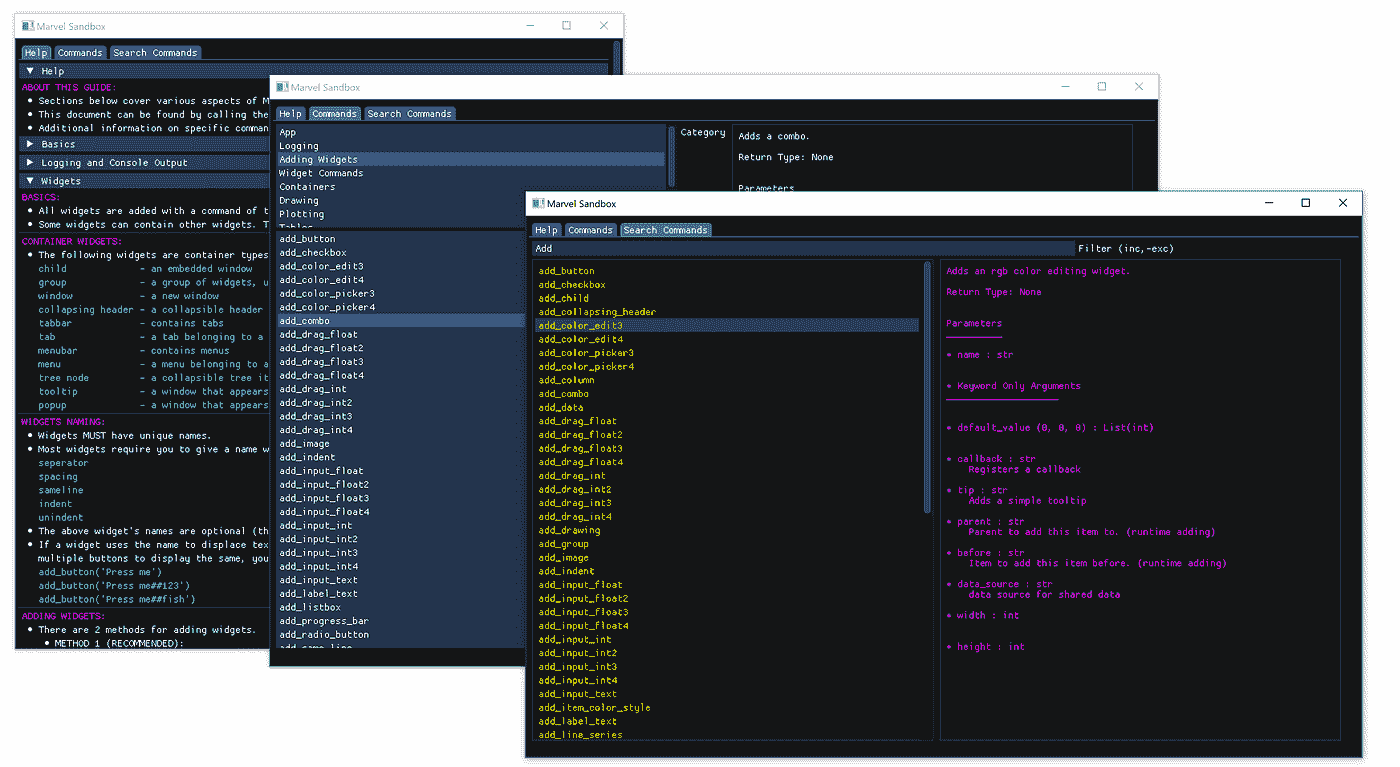 Marvel Sandbox
Help Commands Search Commands
▼ Help
ABOUT THIS GUIDE:
• Sections below cover various aspects of M
• This document can be found by calling the
• Additional information on specific comman
▶ Basics
▶ Logging and Console Output
▼ Widgets
BASICS:
• All widgets are added with a command of t
• Some widgets can contain other widgets. T
CONTAINER WIDGETS:
• The following widgets are container types
child - an embedded window
group - a group of widgets, u
window - a new window
collapsing header - a collapsible header
tabbar - contains tabs
tab - a tab belonging to a
menubar - contains menus
menu - a menu belonging to a
tree node - a collapsible tree it
tooltip - a window that appears
popup - a window that appears
WIDGETS NAMING:
• Widgets MUST have unique names.
• Most widgets require you to give a name w
seperator
spacing
sameline
indent
unindent
• The above widget's names are optional (th
• If a widget uses the name to displace tex
multiple buttons to display the same, you
add_button('Press me')
add_button('Press me##123')
add_button('Press me##fish')
ADDING WIDGETS:
• There are 2 methods for adding widgets.
• METHOD 1 (RECOMMENDED):
Marvel Sandbox
Help Commands Search Commands
App
Logging
Adding Widgets
Widget Commands
Containers
Drawing
Plotting
Tables
Category
Adds a combo.
Return Type: None
Parameters
add_button
add_checkbox
add_color_edit3
add_color_edit4
add_color_picker3
add_color_picker4
add_combo
add_drag_float
add_drag_float2
add_drag_float3
add_drag_float4
add_drag_int
add_drag_int2
add_drag_int3
add_drag_int4
add_image
add_indent
add_input_float
add_input_float2
add_input_float3
add_input_float4
add_input_int
add_input_int2
add_input_int3
add_input_int4
add_input_text
add_label_text
add_listbox
add_progress_bar
add_radio_button
add_same_line
Marvel Sandbox
Help Commands Search Commands
Add Filter (inc,-exc)
add_button
add_checkbox
add_child
add_collapsing_header
add_color_edit3
add_color_edit4
add_color_picker3
add_color_picker4
add_column
add_combo
add_data
add_drag_float
add_drag_float2
add_drag_float3
add_drag_float4
add_drag_int
add_drag_int2
add_drag_int3
add_drag_int4
add_drawing
add_group
add_image
add_indent
add_input_float
add_input_float2
add_input_float3
add_input_float4
add_input_int
add_input_int2
add_input_int3
add_input_int4
add_input_text
add_item_color_style
add_label_text
add_line_series
Adds an rgb color editing widget.
Return Type: None
Parameters
* name : str
* Keyword Only Arguments
* default_value (0, 0, 0) : List(int)
* callback : str
Registers a callback
* tip : str
Adds a simple tooltip
* parent : str
Parent to add this item to. (runtime adding)
* before : str
Item to add this item before. (runtime adding)
* data_source : str
data source for shared data
* width : int
* height : int